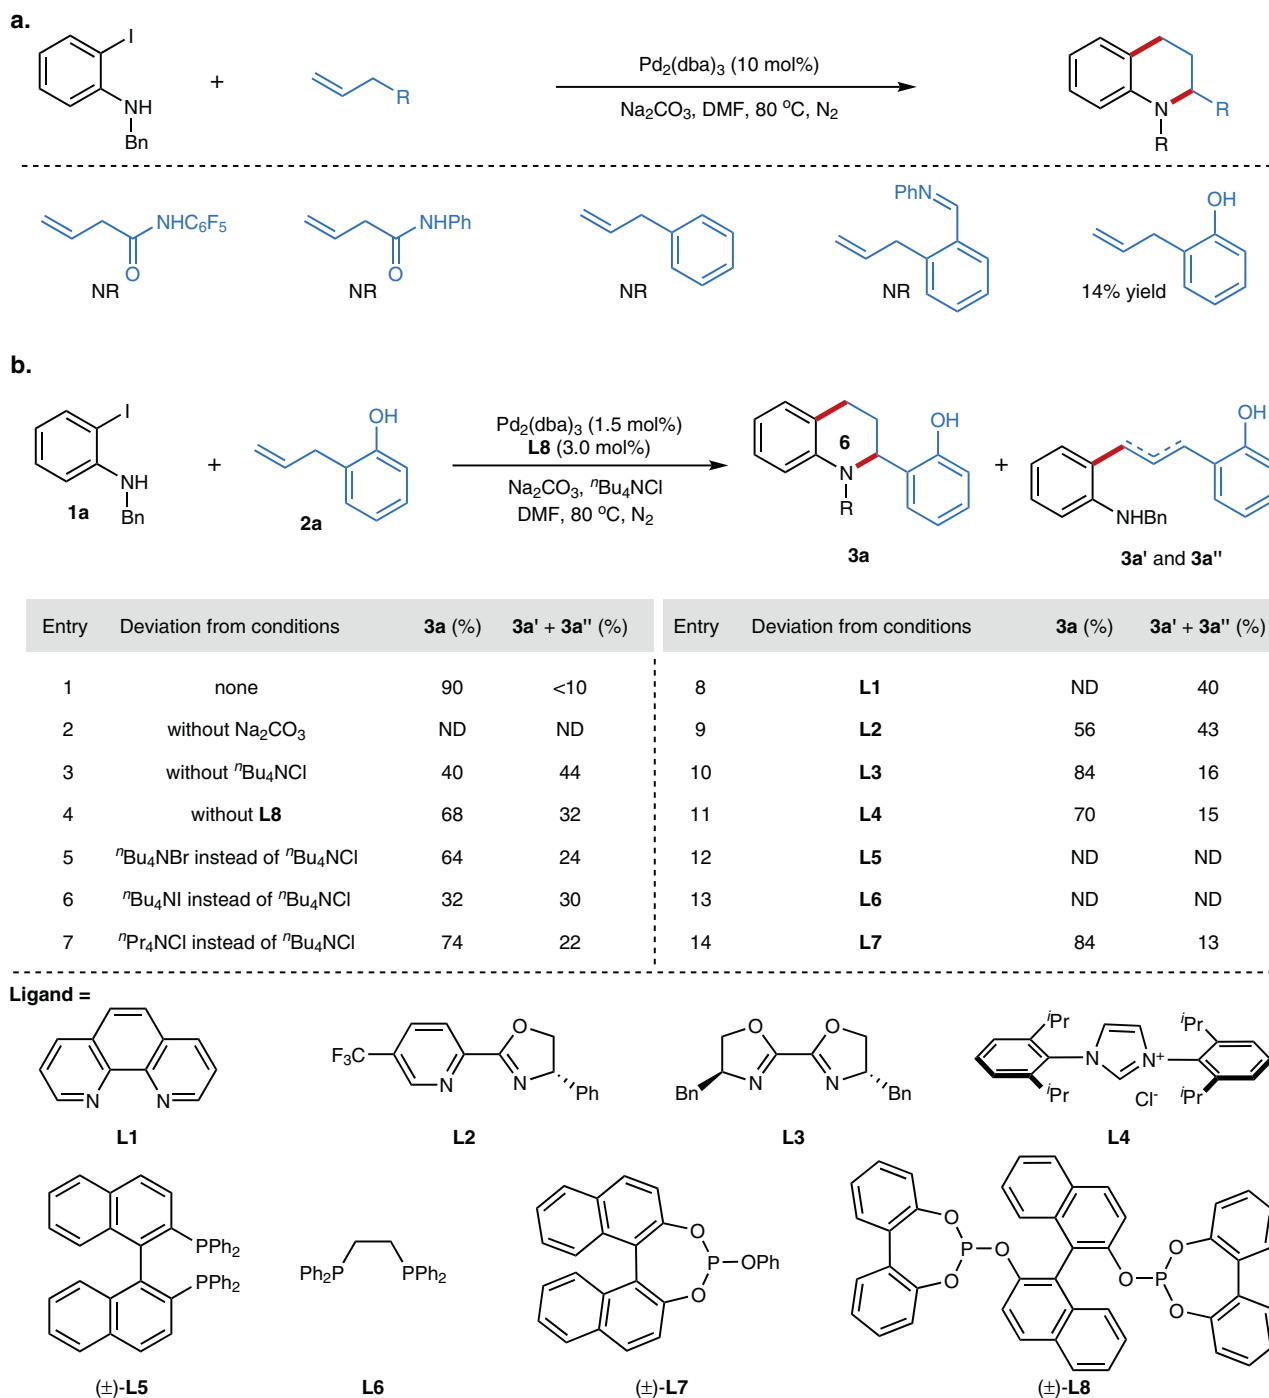 a.
I
NH
Bn
+
R
Pd2(dba)3 (10 mol%)
Na2CO3, DMF, 80 °C, N2
N
R
R
NHC6F5
O
NR
NHPh
O
NR
NR
PhN
NR
OH
14% yield
b.
I
NH
Bn
1a
+
OH
2a
Pd2(dba)3 (1.5 mol%)
L8 (3.0 mol%)
Na2CO3, nBu4NCl
DMF, 80 °C, N2
6
OH
N
R
3a
+
OH
NHBn
3a' and 3a"
Entry Deviation from conditions 3a (%) 3a' + 3a" (%) Entry Deviation from conditions 3a (%) 3a' + 3a" (%)
1 none 90 <10 8 L1 ND 40
2 without Na2CO3 ND ND 9 L2 56 43
3 without nBu4NCl 40 44 10 L3 84 16
4 without L8 68 32 11 L4 70 15
5 nBu4NBr instead of nBu4NCl 64 24 12 L5 ND ND
6 nBu4NI instead of nBu4NCl 32 30 13 L6 ND ND
7 nPr4NCl instead of nBu4NCl 74 22 14 L7 84 13
Ligand =
N N
L1
F3C
N
O
N
Ph
L2
O O
N N
Bn Bn
L3
iPr iPr
N N+
iPr iPr
Cl-
L4
PPh2
PPh2
(±)-L5
Ph2P PPh2
L6
O
P OPh
O
(±)-L7
O
P O
O
O P
O
O
(±)-L8